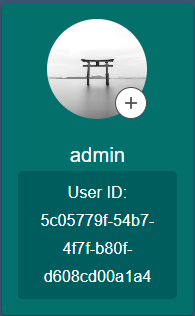 admin
User ID:
5c05779f-54b7-
4f7f-b80f-
d608cd00a1a4